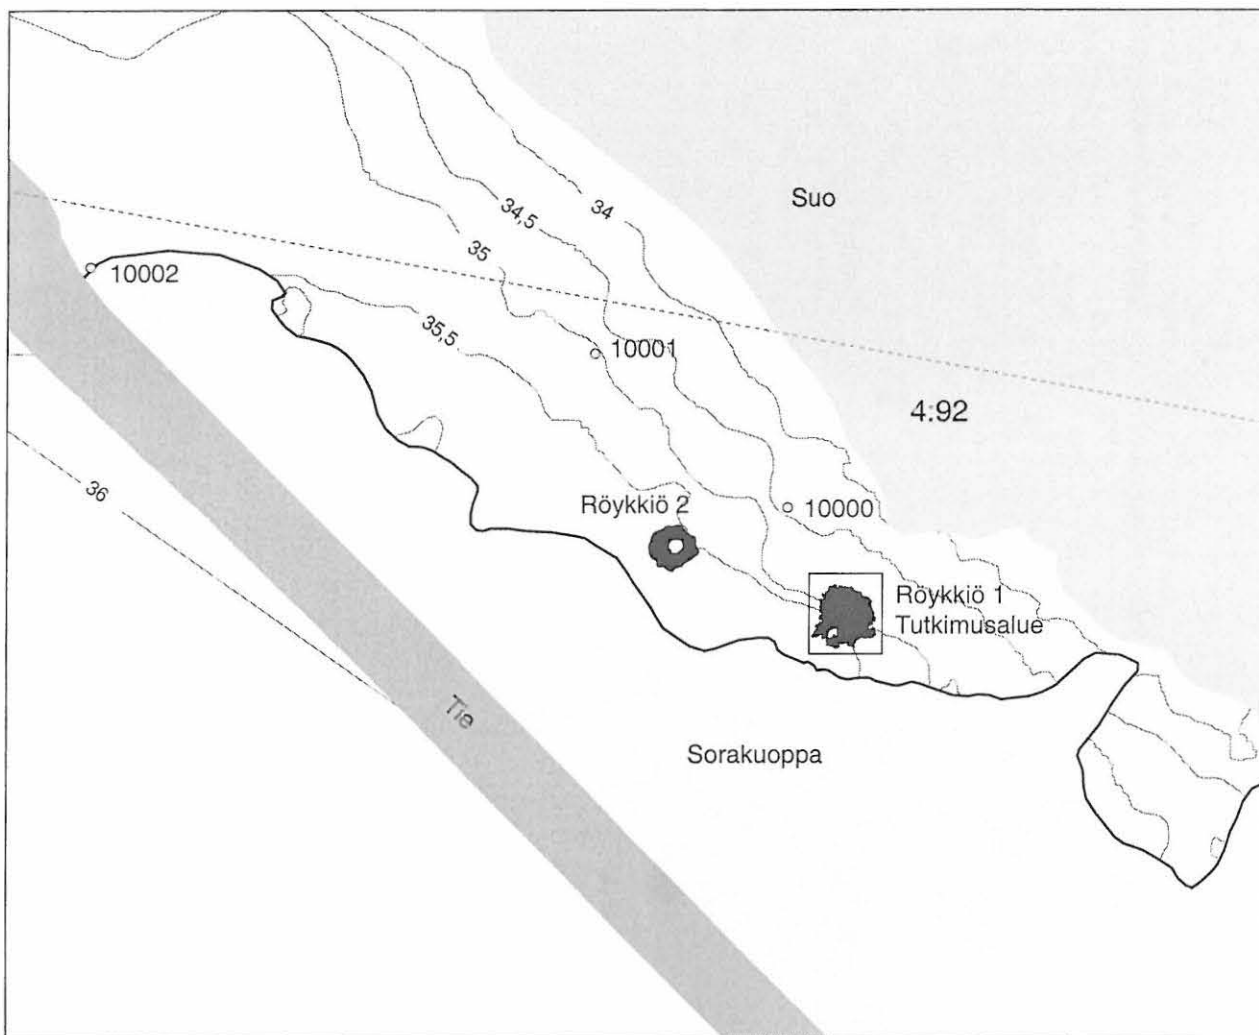 Suo
34
34,5
35
10002
35,5
10001
4:92
36
Röykkiö 2
10000
Röykkiö 1
Tutkimusalue
Tie
Sorakuoppa